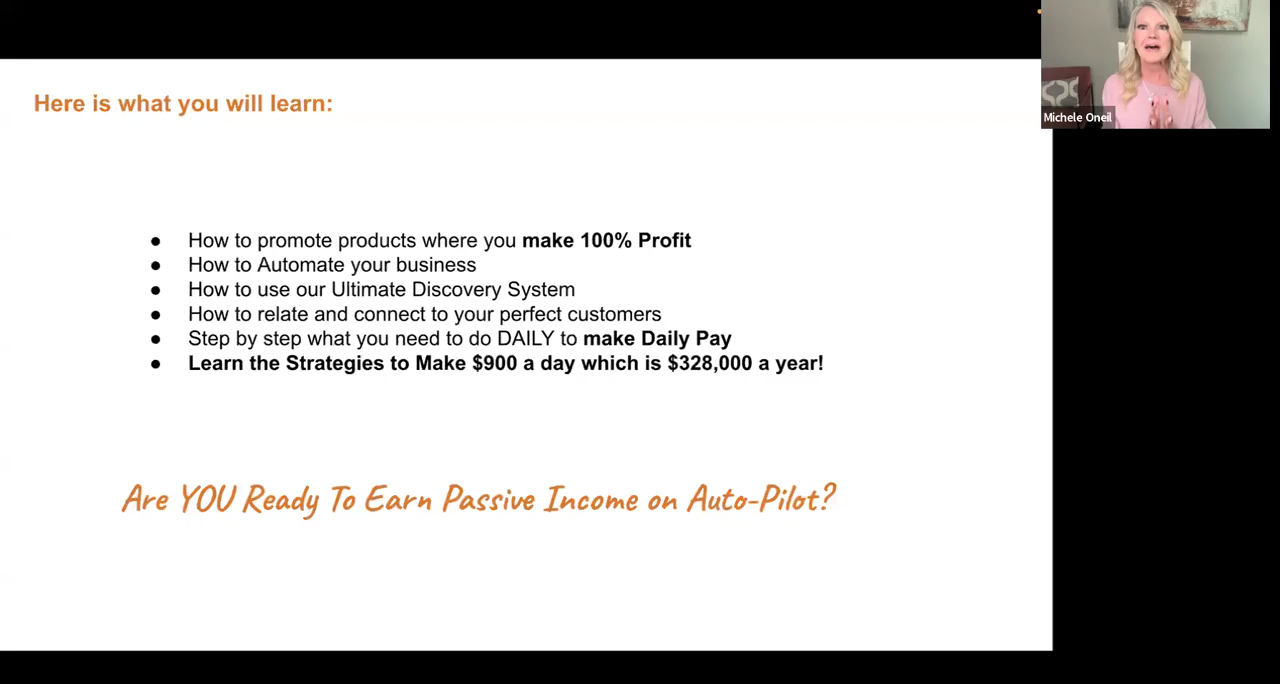 Here is what you will learn:
Michele Oneil
● How to promote products where you make 100% Profit
● How to Automate your business
● How to use our Ultimate Discovery System
● How to relate and connect to your perfect customers
● Step by step what you need to do DAILY to make Daily Pay
● Learn the Strategies to Make $900 a day which is $328,000 a year!
Are YOU Ready To Earn Passive Income on Auto-Pilot?